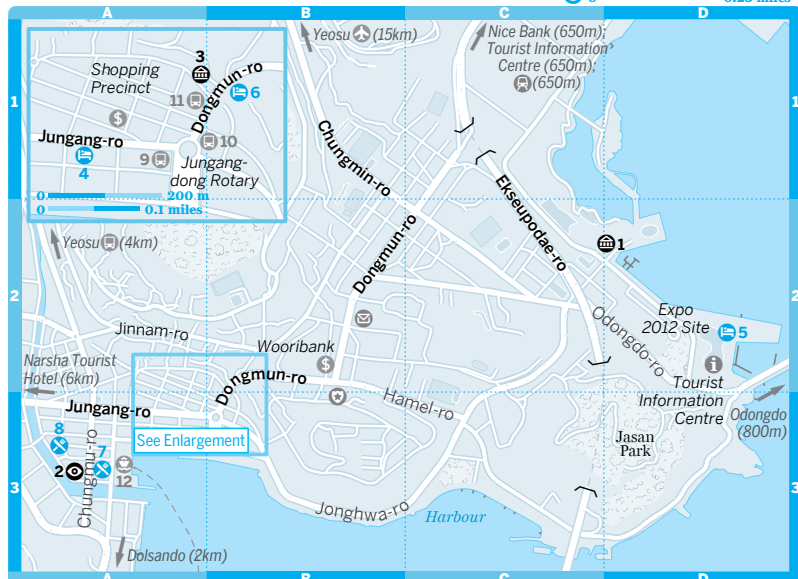 0 0.25 miles
A B C D
Yeosu (15km)
Nice Bank (650m);
Tourist Information
Centre (650m);
(650m)
3
Shopping
Precinct
Dongmun-ro
11
6
1
1
$
Jungang-ro
10
9
4
Jungang-
dong Rotary
0 200 m
0 0.1 miles
Chungmin-ro
Ekseupodae-ro
Yeosu (4km)
Dongmun-ro
1
2
2
Odongdo-ro
Expo
2012 Site
5
Jinnam-ro
Wooribank
$
Narsha Tourist
Hotel (6km)
Dongmun-ro
i
Tourist
Information
Centre
Hamel-ro
Odongdo
(800m)
Jungang-ro
See Enlargement
Jasan
Park
8
7
2
12
Chungmu-ro
3
3
Jonghwa-ro
Harbour
Dolsando (2km)
A B C D